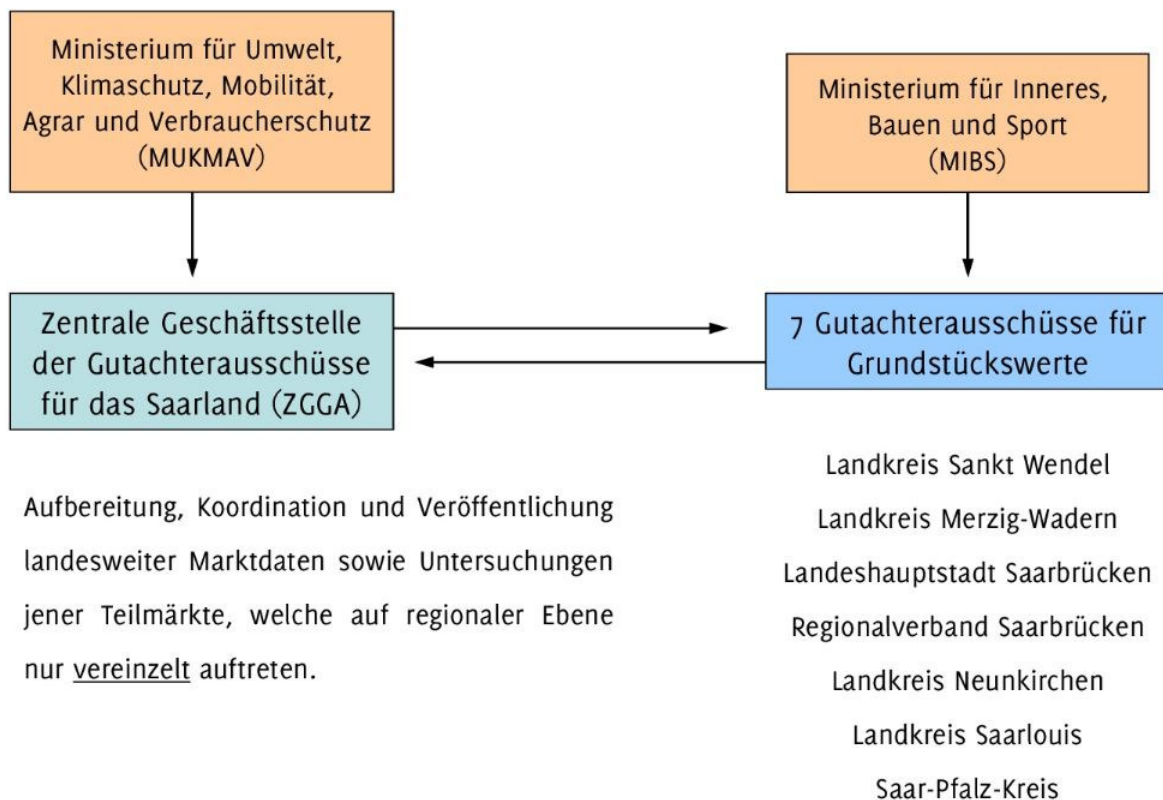 Ministerium für Umwelt,
Klimaschutz, Mobilität,
Agrar und Verbraucherschutz
(MUKMAV)
Ministerium für Inneres,
Bauen und Sport
(MIBS)
Zentrale Geschäftsstelle
der Gutachterausschüsse
für das Saarland (ZGGA)
7 Gutachterausschüsse für
Grundstückswerte
Aufbereitung, Koordination und Veröffentlichung
landesweiter Marktdaten sowie Untersuchungen
jener Teilmärkte, welche auf regionaler Ebene
nur vereinzelt auftreten.
Landkreis Sankt Wendel
Landkreis Merzig-Wadern
Landeshauptstadt Saarbrücken
Regionalverband Saarbrücken
Landkreis Neunkirchen
Landkreis Saarlouis
Saar-Pfalz-Kreis